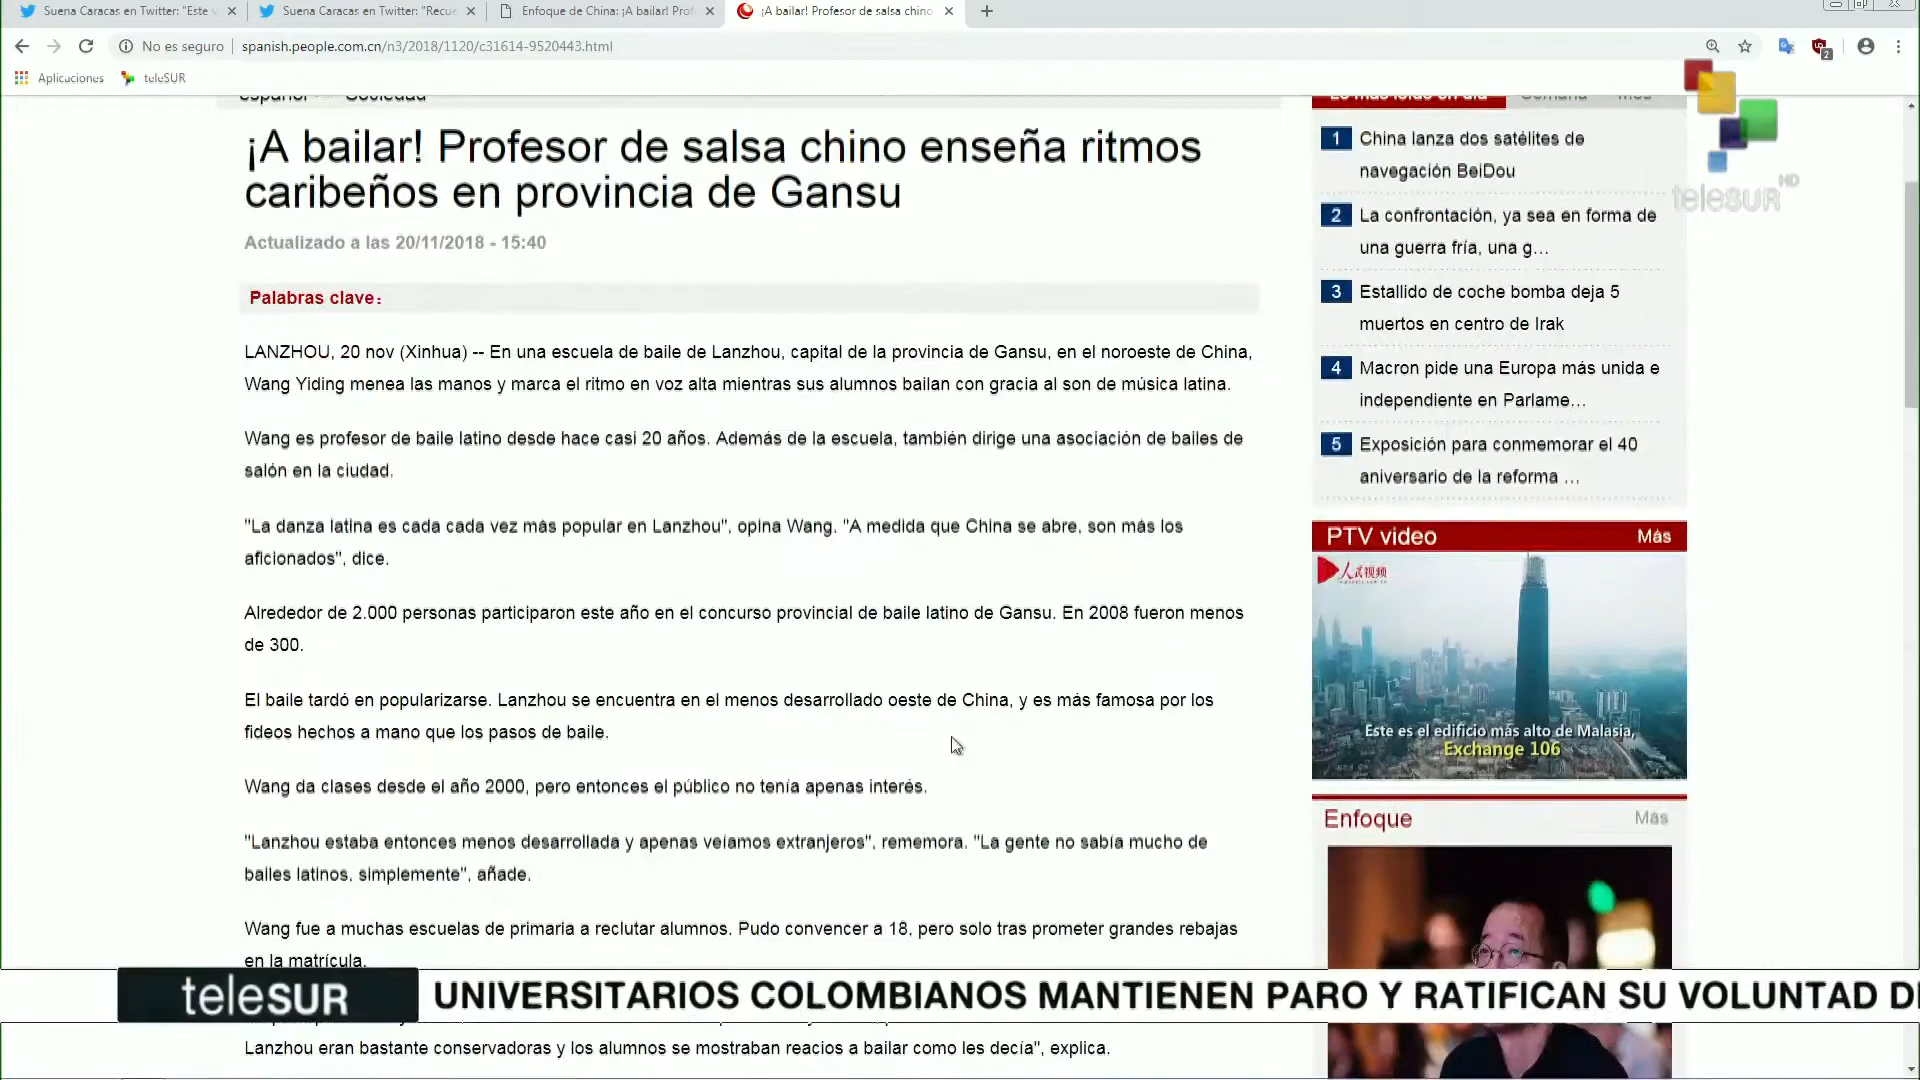 Suena Caracas en Twitter: "Este v
Suena Caracas en Twitter: "Recue
Enfoque de China: ¡A bailar! Prof
¡A bailar! Profesor de salsa chino
No es seguro
spanish.people.com.cn/n3/2018/1120/c31614-9520443.html
2
Aplicaciones
teleSUR
español
Sociedad
¡A bailar! Profesor de salsa chino enseña ritmos
caribeños en provincia de Gansu
Actualizado a las 20/11/2018 - 15:40
Palabras clave:
LANZHOU, 20 nov (Xinhua) -- En una escuela de baile de Lanzhou, capital de la provincia de Gansu, en el noroeste de China,
Wang Yiding menea las manos y marca el ritmo en voz alta mientras sus alumnos bailan con gracia al son de música latina.
Wang es profesor de baile latino desde hace casi 20 años. Además de la escuela, también dirige una asociación de bailes de
salón en la ciudad.
"La danza latina es cada cada vez más popular en Lanzhou", opina Wang. "A medida que China se abre, son más los
aficionados", dice.
Alrededor de 2.000 personas participaron este año en el concurso provincial de baile latino de Gansu. En 2008 fueron menos
de 300.
El baile tardó en popularizarse. Lanzhou se encuentra en el menos desarrollado oeste de China, y es más famosa por los
fideos hechos a mano que los pasos de baile.
Wang da clases desde el año 2000, pero entonces el público no tenía apenas interés.
"Lanzhou estaba entonces menos desarrollada y apenas veíamos extranjeros", rememora. "La gente no sabía mucho de
bailes latinos, simplemente", añade.
Wang fue a muchas escuelas de primaria a reclutar alumnos. Pudo convencer a 18, pero solo tras prometer grandes rebajas
en la matrícula.
Lanzhou eran bastante conservadoras y los alumnos se mostraban reacios a bailar como les decía", explica.
Lo más leído en día
Semana
Mes
1 China lanza dos satélites de
navegación BeiDou
2 La confrontación, ya sea en forma de
una guerra fría, una g...
3 Estallido de coche bomba deja 5
muertos en centro de Irak
4 Macron pide una Europa más unida e
independiente en Parlame...
5 Exposición para conmemorar el 40
aniversario de la reforma ...
PTV video
Más
人民视频
Este es el edificio más alto de Malasia,
Exchange 106
Enfoque
Más
teleSUR HD
teleSUR
UNIVERSITARIOS COLOMBIANOS MANTIENEN PARO Y RATIFICAN SU VOLUNTAD D